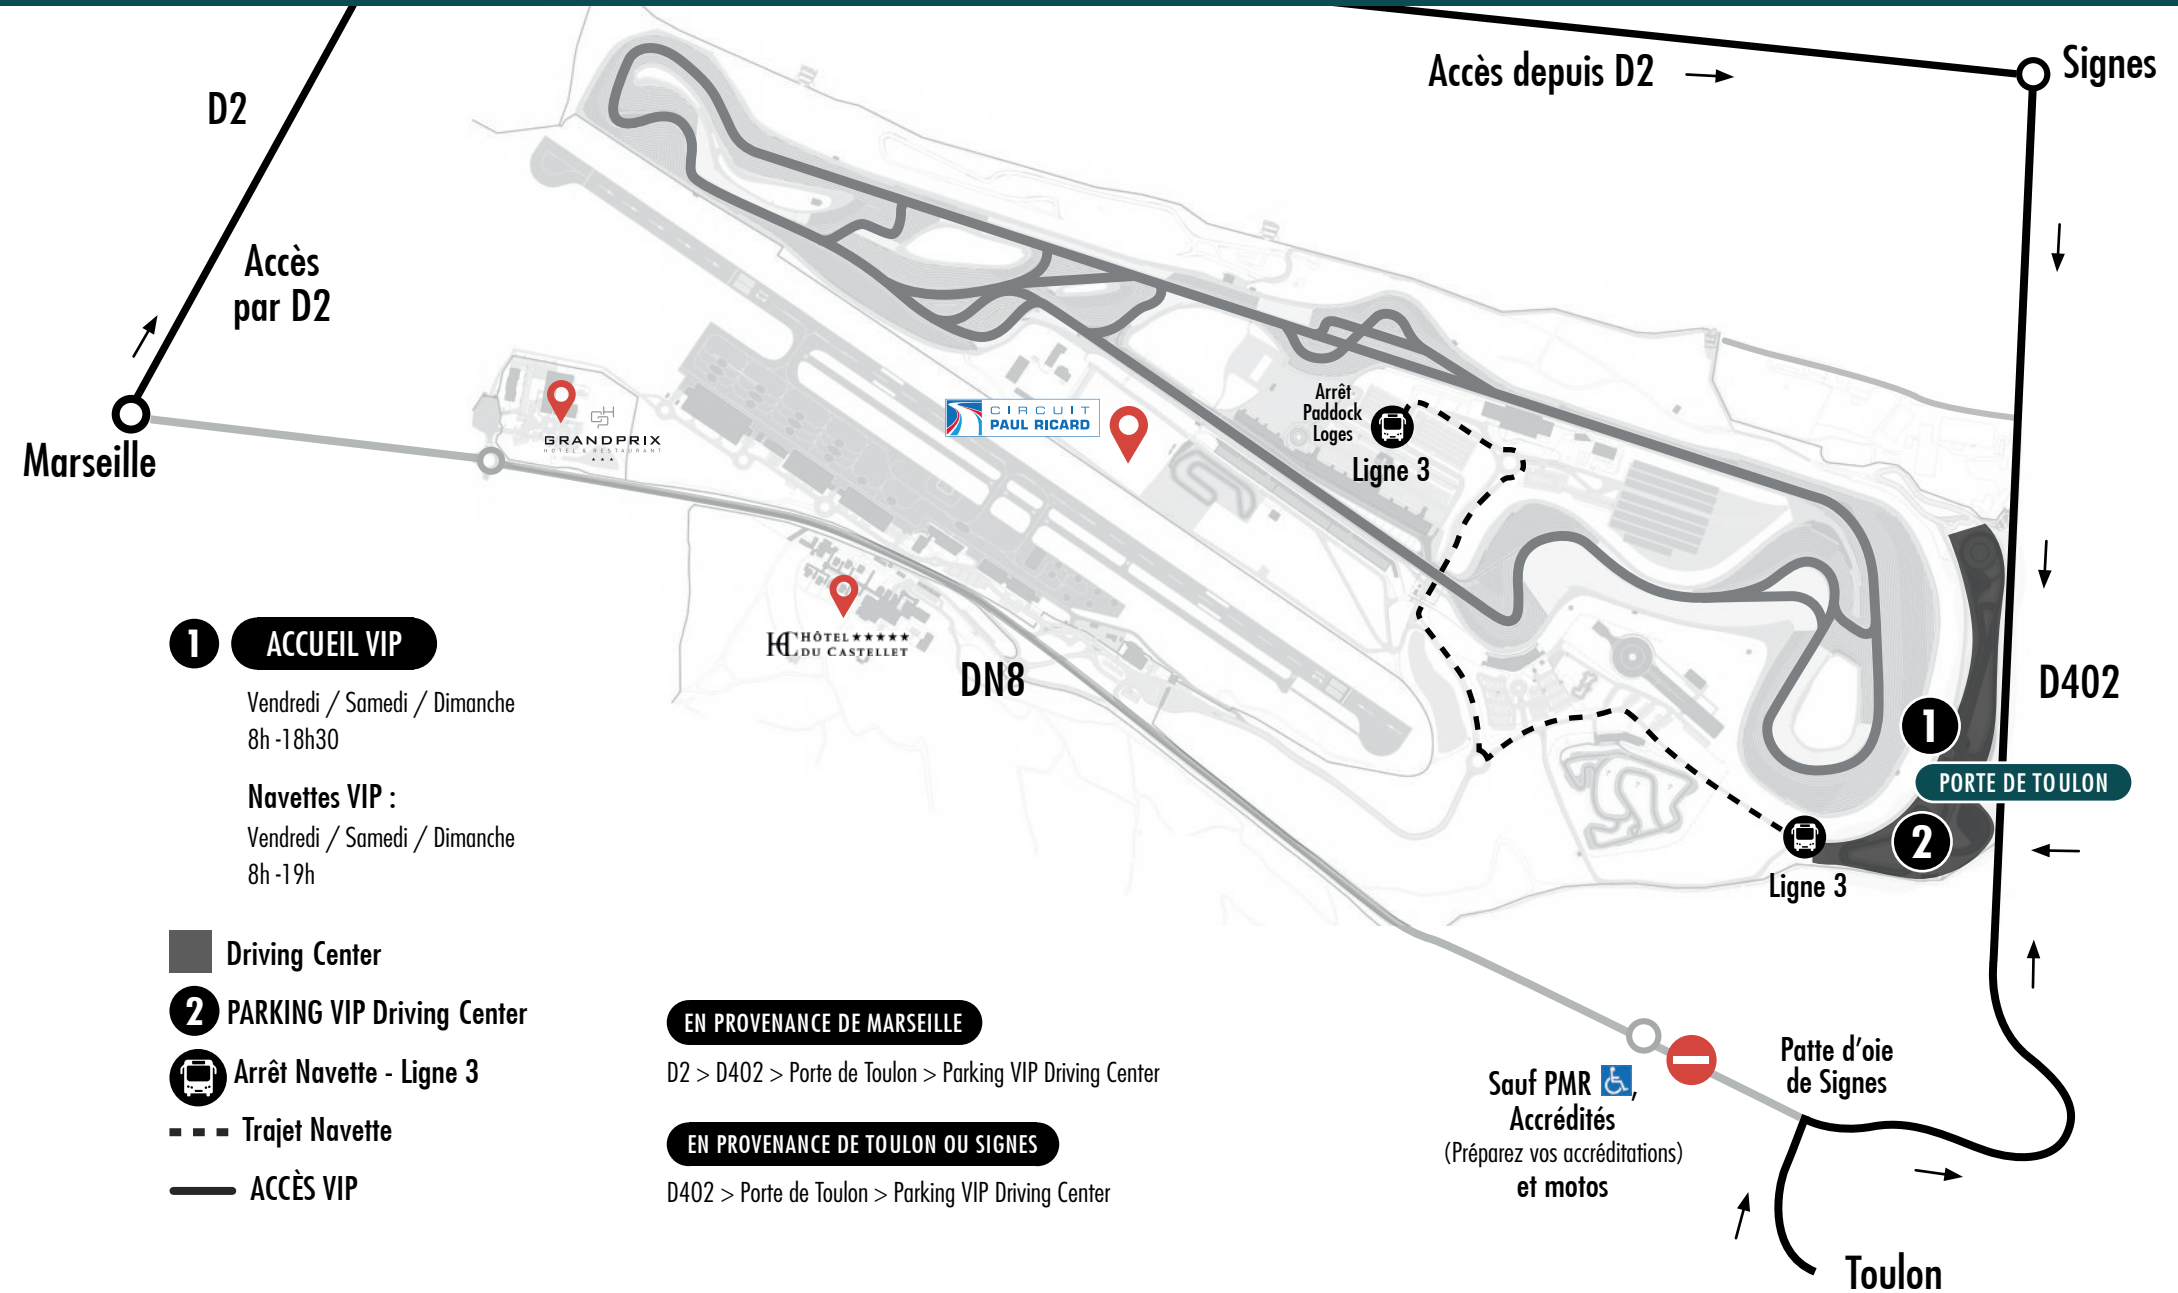 D2
Accès depuis D2
Signes
Accès
par D2
Marseille
GRANDPRIX
HOTEL & RESTAURANT
CIRCUIT
PAUL RICARD
Arrêt
Paddock
Loges
Ligne 3
HÔTEL★★★★★
DU CASTELLET
DN8
D402
1
PORTE DE TOULON
2
Ligne 3
1 ACCUEIL VIP
Vendredi / Samedi / Dimanche
8h -18h30
Navettes VIP :
Vendredi / Samedi / Dimanche
8h -19h
Driving Center
2 PARKING VIP Driving Center
Arrêt Navette - Ligne 3
Trajet Navette
ACCÈS VIP
EN PROVENANCE DE MARSEILLE
D2 > D402 > Porte de Toulon > Parking VIP Driving Center
EN PROVENANCE DE TOULON OU SIGNES
D402 > Porte de Toulon > Parking VIP Driving Center
Sauf PMR ,
Accrédités
(Préparez vos accréditations)
et motos
Patte d'oie
de Signes
Toulon